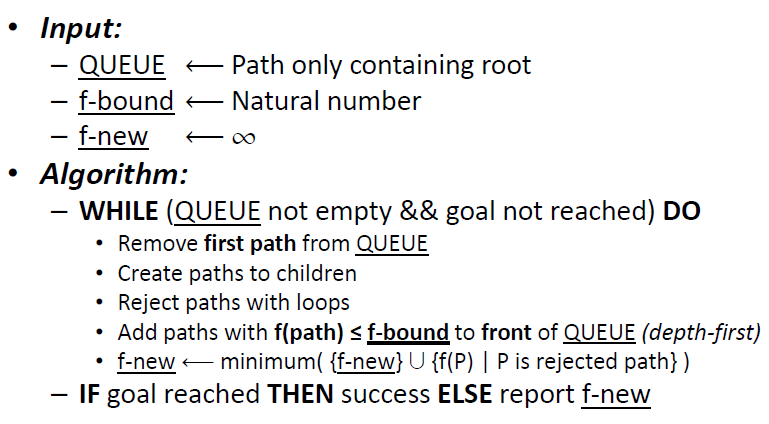 • Input:
– QUEUE ⟵ Path only containing root
– f-bound ⟵ Natural number
– f-new ⟵ ∞
• Algorithm:
– WHILE (QUEUE not empty && goal not reached) DO
• Remove first path from QUEUE
• Create paths to children
• Reject paths with loops
• Add paths with f(path) ≤ f-bound to front of QUEUE (depth-first)
• f-new ⟵ minimum( {f-new} ∪ {f(P) | P is rejected path} )
– IF goal reached THEN success ELSE report f-new